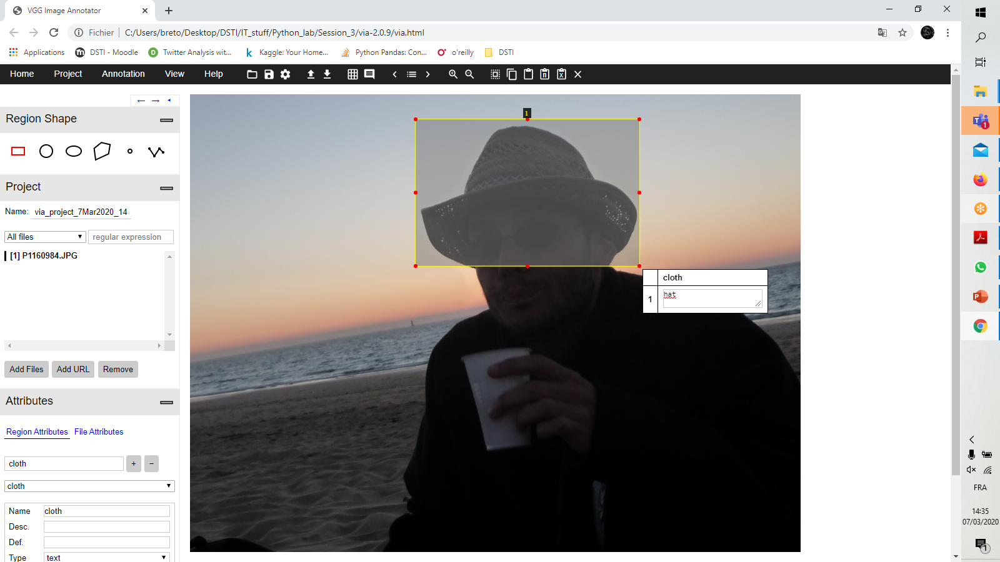 VGG Image Annotator
Fichier C:/Users/breto/Desktop/DSTI/IT_stuff/Python_lab/Session_3/via-2.0.9/via.html
Applications m DSTI - Moodle D Twitter Analysis wit... k Kaggle: Your Home... Python Pandas: Con... o'reilly DSTI
Home Project Annotation View Help
Region Shape
Project
Name: via_project_7Mar2020_14
All files regular expression
[1] P1160984.JPG
Add Files Add URL Remove
Attributes
Region Attributes File Attributes
cloth + −
cloth
Name cloth
Desc.
Def.
Type text
1
cloth
1 hat
T 1
P
FRA
14:35
07/03/2020
1